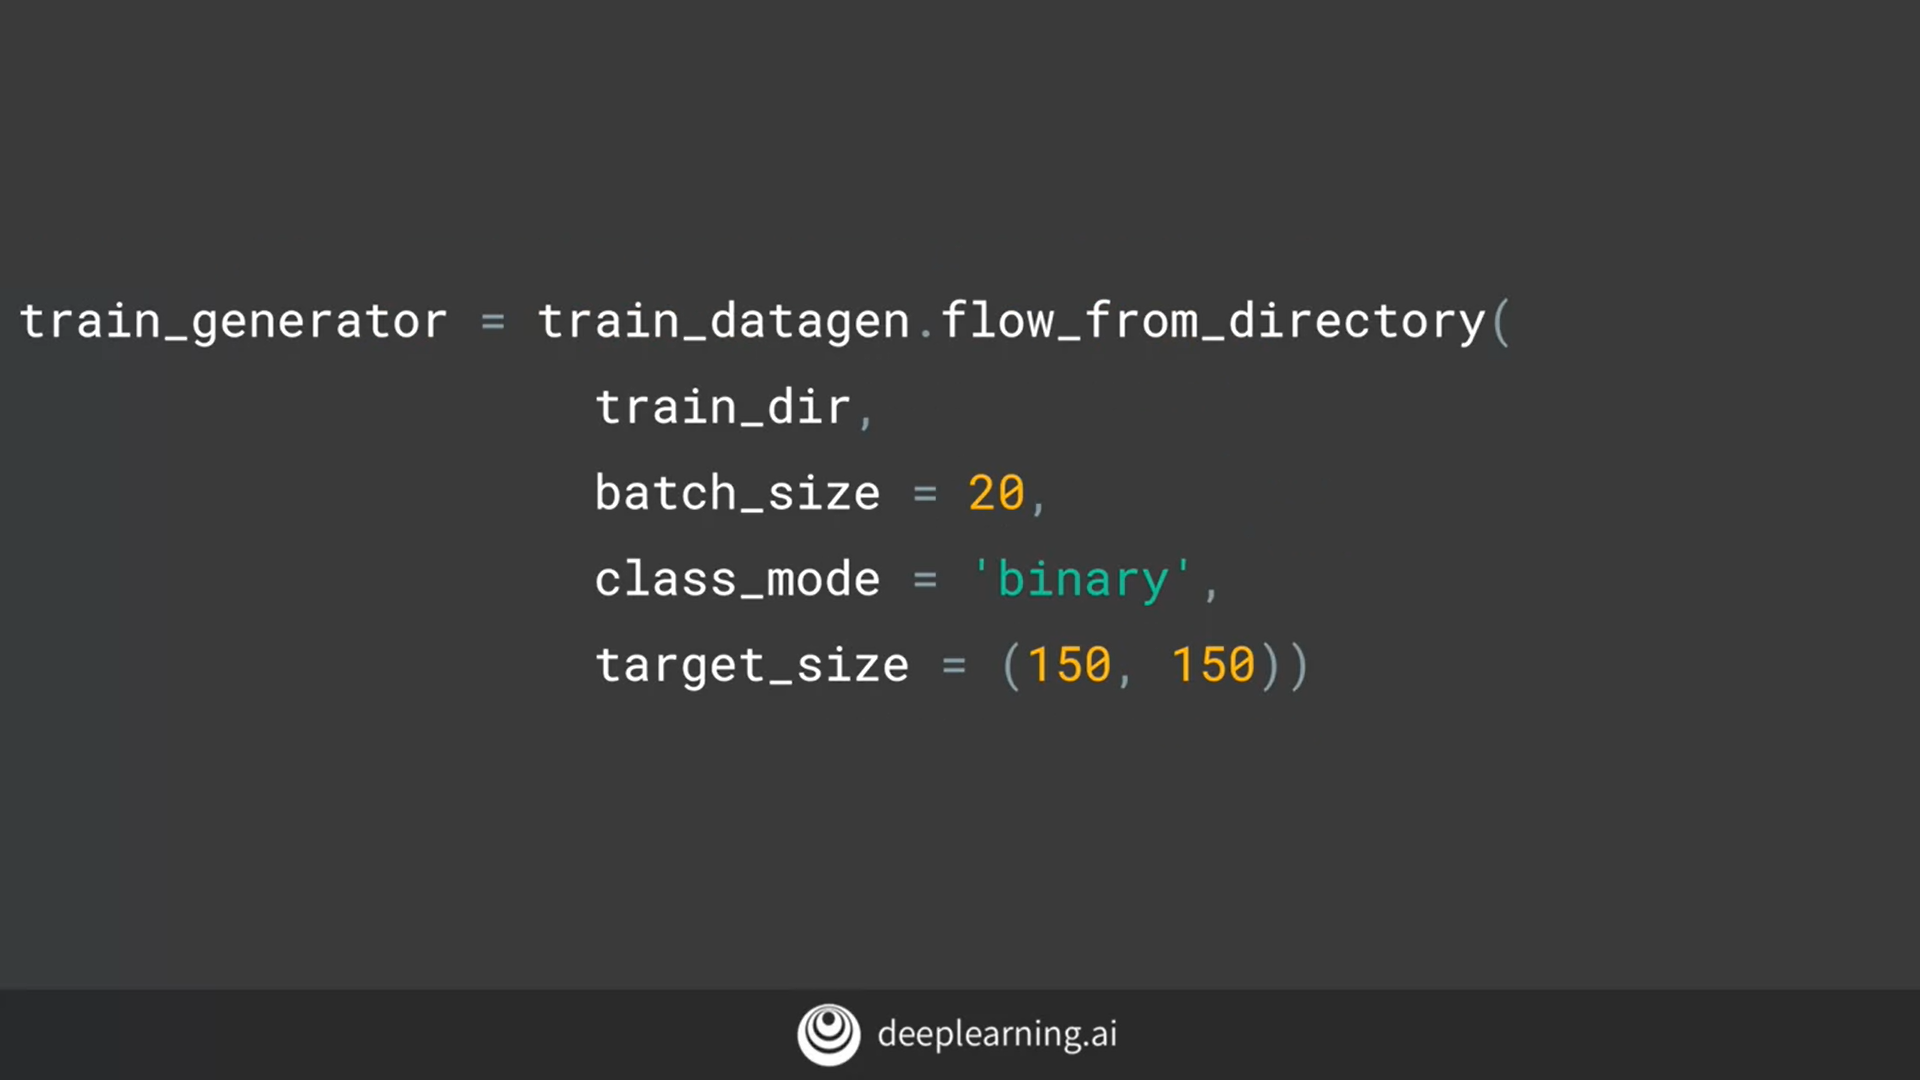 train_generator = train_datagen.flow_from_directory(
train_dir,
batch_size = 20,
class_mode = 'binary',
target_size = (150, 150))
deeplearning.ai